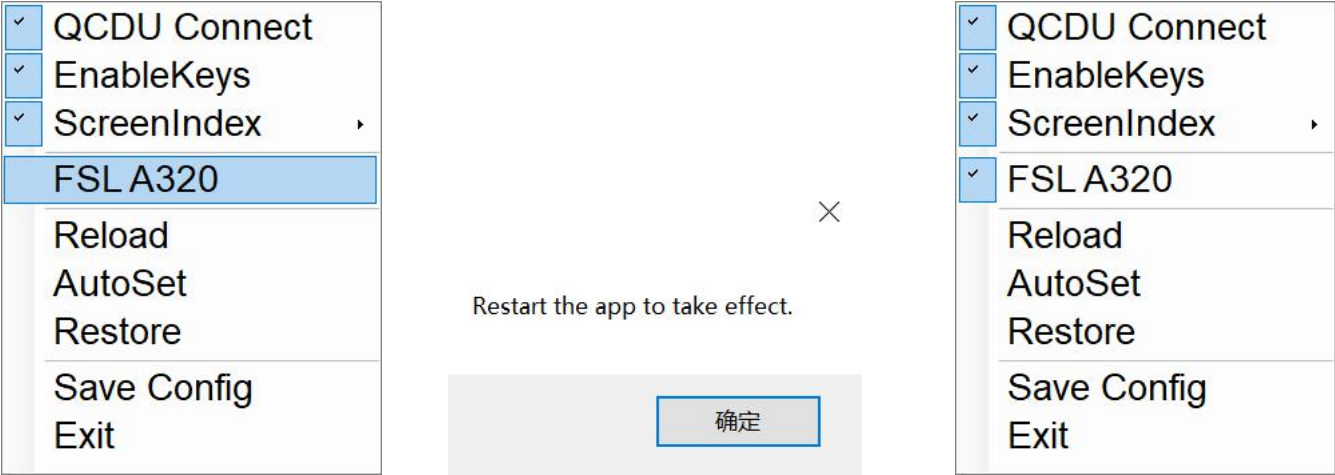 QCDU Connect
EnableKeys
ScreenIndex
FSL A320
Reload
AutoSet
Restore
Save Config
Exit
Restart the app to take effect.
确定
QCDU Connect
EnableKeys
ScreenIndex
FSL A320
Reload
AutoSet
Restore
Save Config
Exit